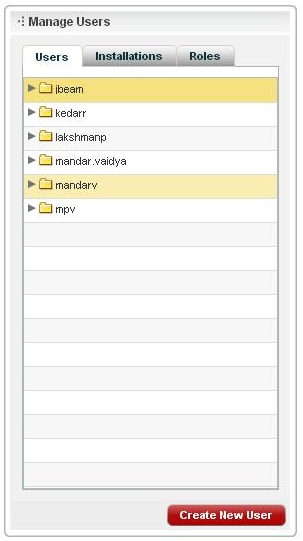 Manage Users
Users Installations Roles
jbeam
kedarr
lakshmanp
mandar.vaidya
mandarv
mpv
Create New User